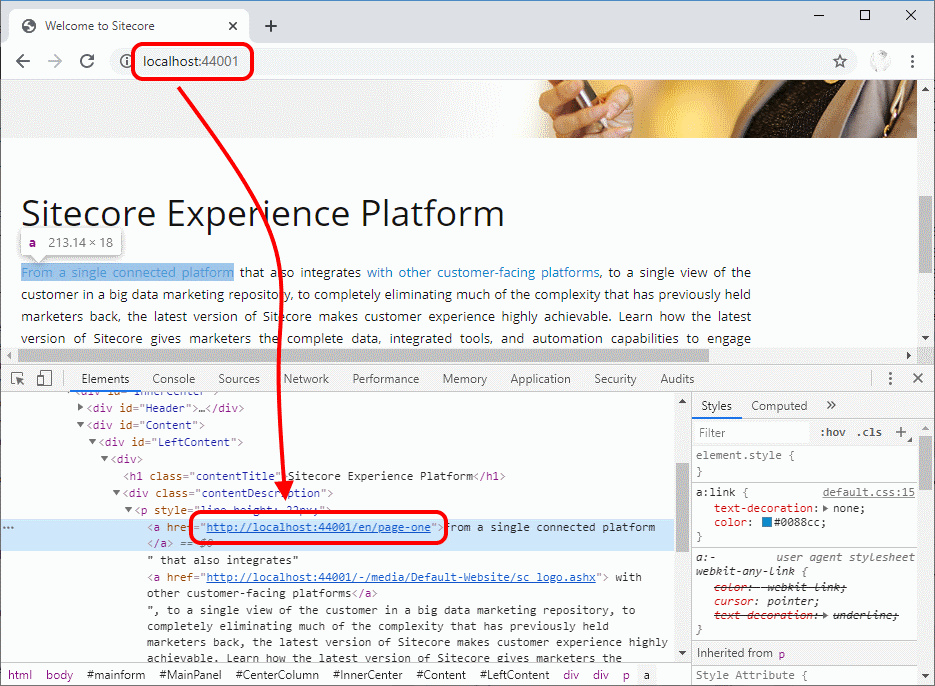 Welcome to Sitecore
localhost:44001
Sitecore Experience Platform
a 213.14 × 18
From a single connected platform that also integrates with other customer-facing platforms, to a single view of the
customer in a big data marketing repository, to completely eliminating much of the complexity that has previously held
marketers back, the latest version of Sitecore makes customer experience highly achievable. Learn how the latest
version of Sitecore gives marketers the complete data, integrated tools, and automation capabilities to engage
Elements Console Sources Network Performance Memory Application Security Audits
<div id="InnerCenter">
▶<div id="Header">…</div>
▼<div id="Content">
▼<div id="LeftContent">
▼<div>
<h1 class="contentTitle">Sitecore Experience Platform</h1>
▼<div class="contentDescription">
▼<p style="line-height: 22px;">
<a href="http://localhost:44001/en/page-one">From a single connected platform
</a> == $0
" that also integrates"
<a href="http://localhost:44001/-/media/Default-Website/sc_logo.ashx"> with
other customer-facing platforms</a>
", to a single view of the customer in a big data marketing repository, to
completely eliminating much of the complexity that has previously held
marketers back, the latest version of Sitecore makes customer experience highly
achievable. Learn how the latest version of Sitecore gives marketers the
html body #mainform #MainPanel #CenterColumn #InnerCenter #Content #LeftContent div div p a
Styles Computed »
Filter :hov .cls +
element.style {
}
a:link { default.css:15
text-decoration:▶ none;
color: #0088cc;
}
a:- user agent stylesheet
webkit-any-link {
color: -webkit-link;
cursor: pointer;
text-decoration:▶ underline;
}
Inherited from p
Style Attribute {